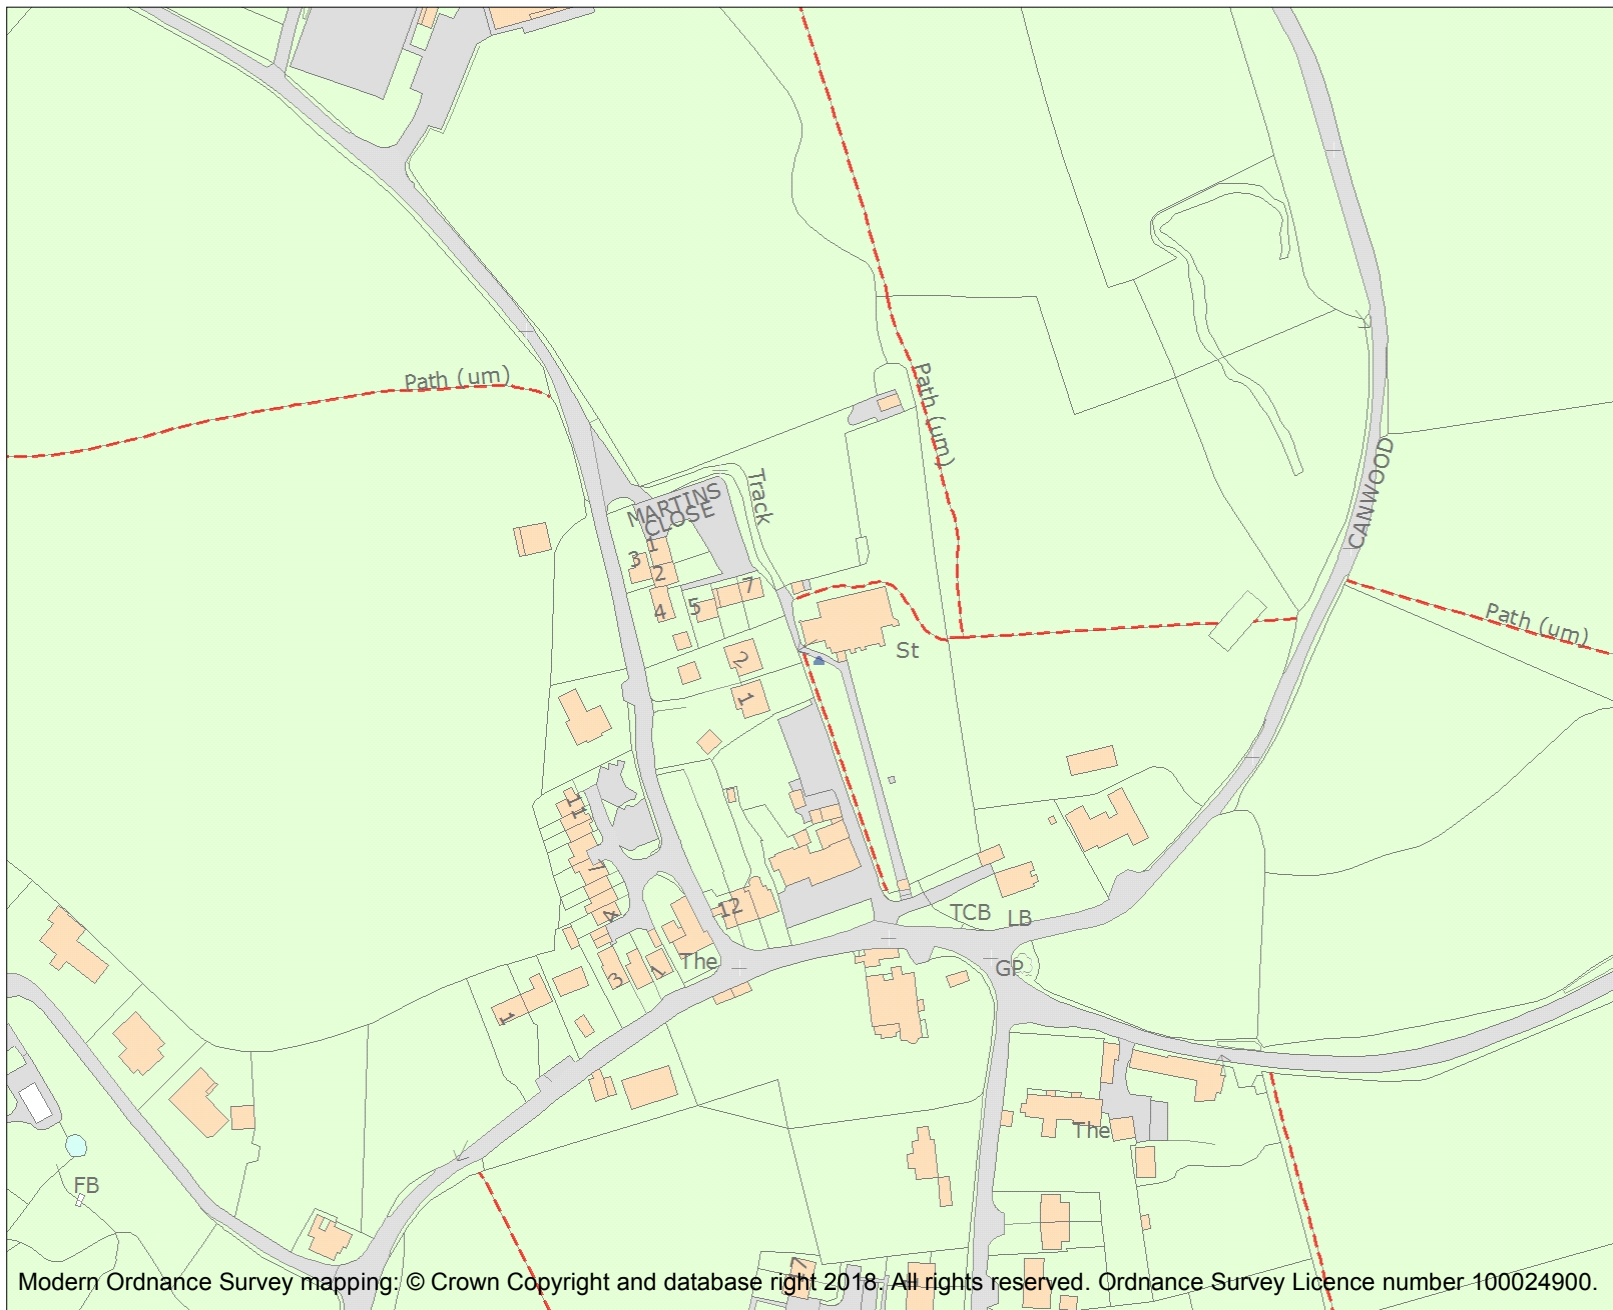 Path (um)
Path (um)
CANWOOD
Track
MARTINS
CLOSE
1
3
2
4
5
7
Path (um)
St
2
1
11
7
4
12
TCB
LB
The
GP
3
1
1
The
FB
7
Modern Ordnance Survey mapping: © Crown Copyright and database right 2018. All rights reserved. Ordnance Survey Licence number 100024900.